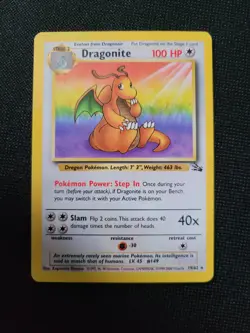 STAGE 2
Evolves from Dragonair
Put Dragonite on the Stage 1 card
Dragonite
100 HP
Dragon Pokémon. Length: 7' 3", Weight: 463 lbs.
Pokémon Power: Step In Once during your
turn (before your attack), if Dragonite is on your
Bench, you may switch it
with your Active Pokémon.
Slam Flip 2 coins. This attack does 40
damage times the number of heads.
40x
weakness
resistance
retreat cost
-30
An extremely rarely seen marine Pokémon. Its intelligence is
said to match that of humans. LV. 45 #149
19/62